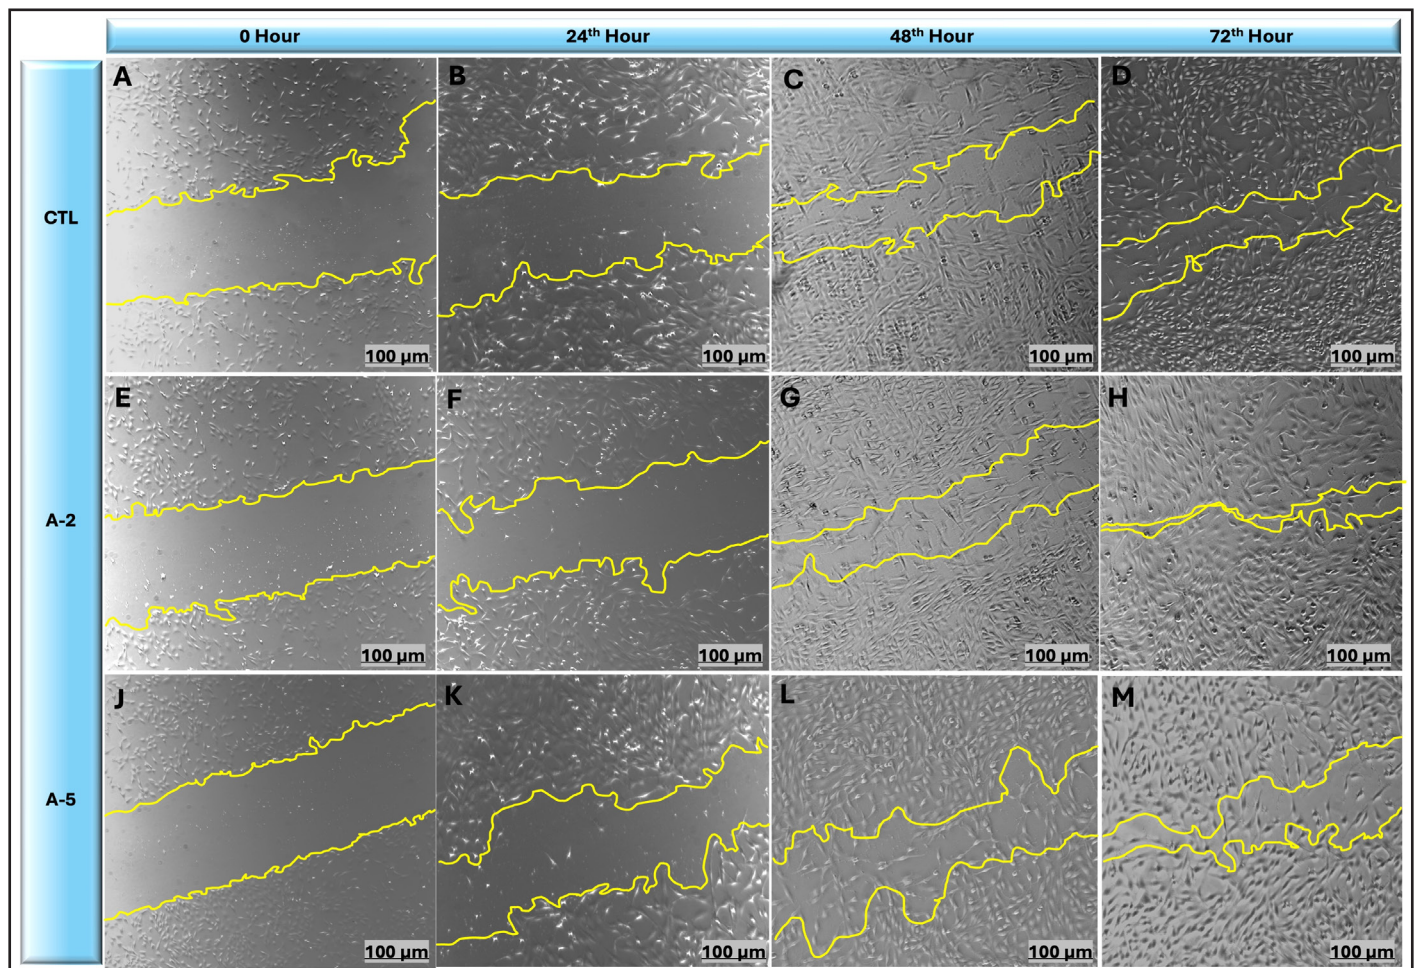 0 Hour 24th Hour 48th Hour 72th Hour
A B C D
CTL
100 µm 100 µm 100 µm 100 µm
E F G H
A-2
100 µm 100 µm 100 µm 100 µm
J K L M
A-5
100 µm 100 µm 100 µm 100 µm